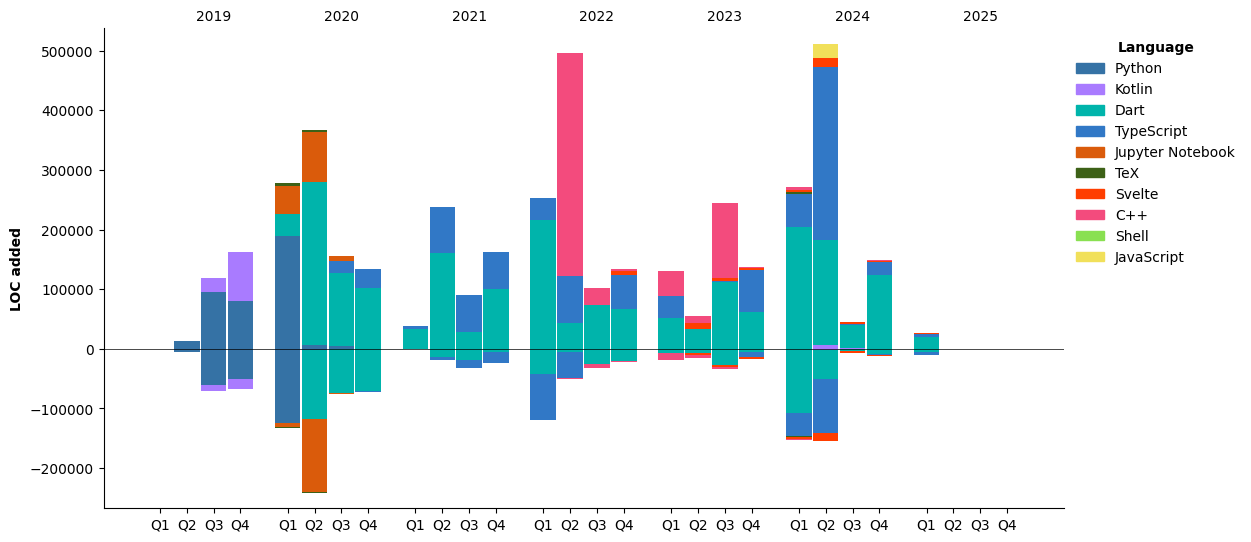 2019 2020 2021 2022 2023 2024 2025
LOC added
500000
400000
300000
200000
100000
0
−100000
−200000
Q1 Q2 Q3 Q4 Q1 Q2 Q3 Q4 Q1 Q2 Q3 Q4 Q1 Q2 Q3 Q4 Q1 Q2 Q3 Q4 Q1 Q2 Q3 Q4 Q1 Q2 Q3 Q4
Language
Python
Kotlin
Dart
TypeScript
Jupyter Notebook
TeX
Svelte
C++
Shell
JavaScript